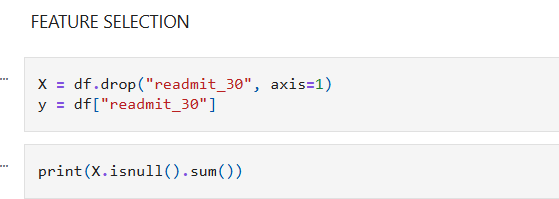 FEATURE SELECTION
...
X = df.drop("readmit_30", axis=1)
y = df["readmit_30"]
...
print(X.isnull().sum())